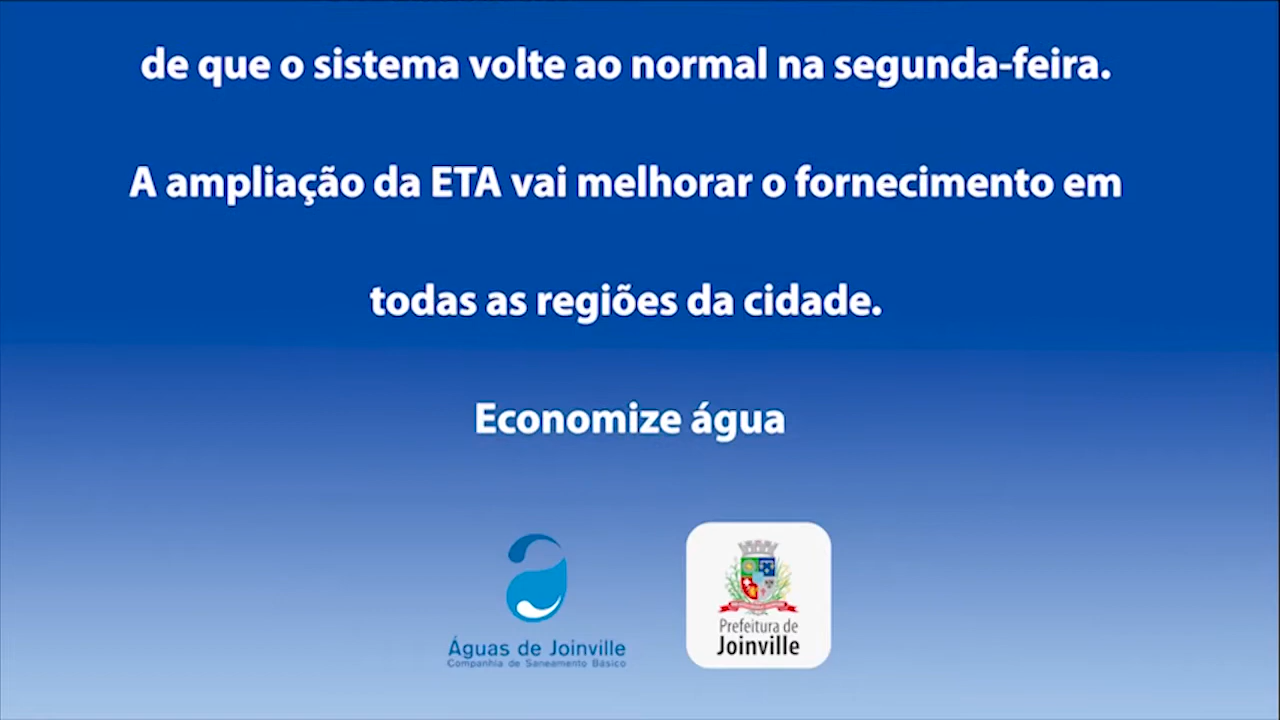 de que o sistema volte ao normal na segunda-feira.
A ampliação da ETA vai melhorar o fornecimento em
todas as regiões da cidade.
Economize água
Águas de Joinville
Companhia de Saneamento Básico
Prefeitura de
Joinville